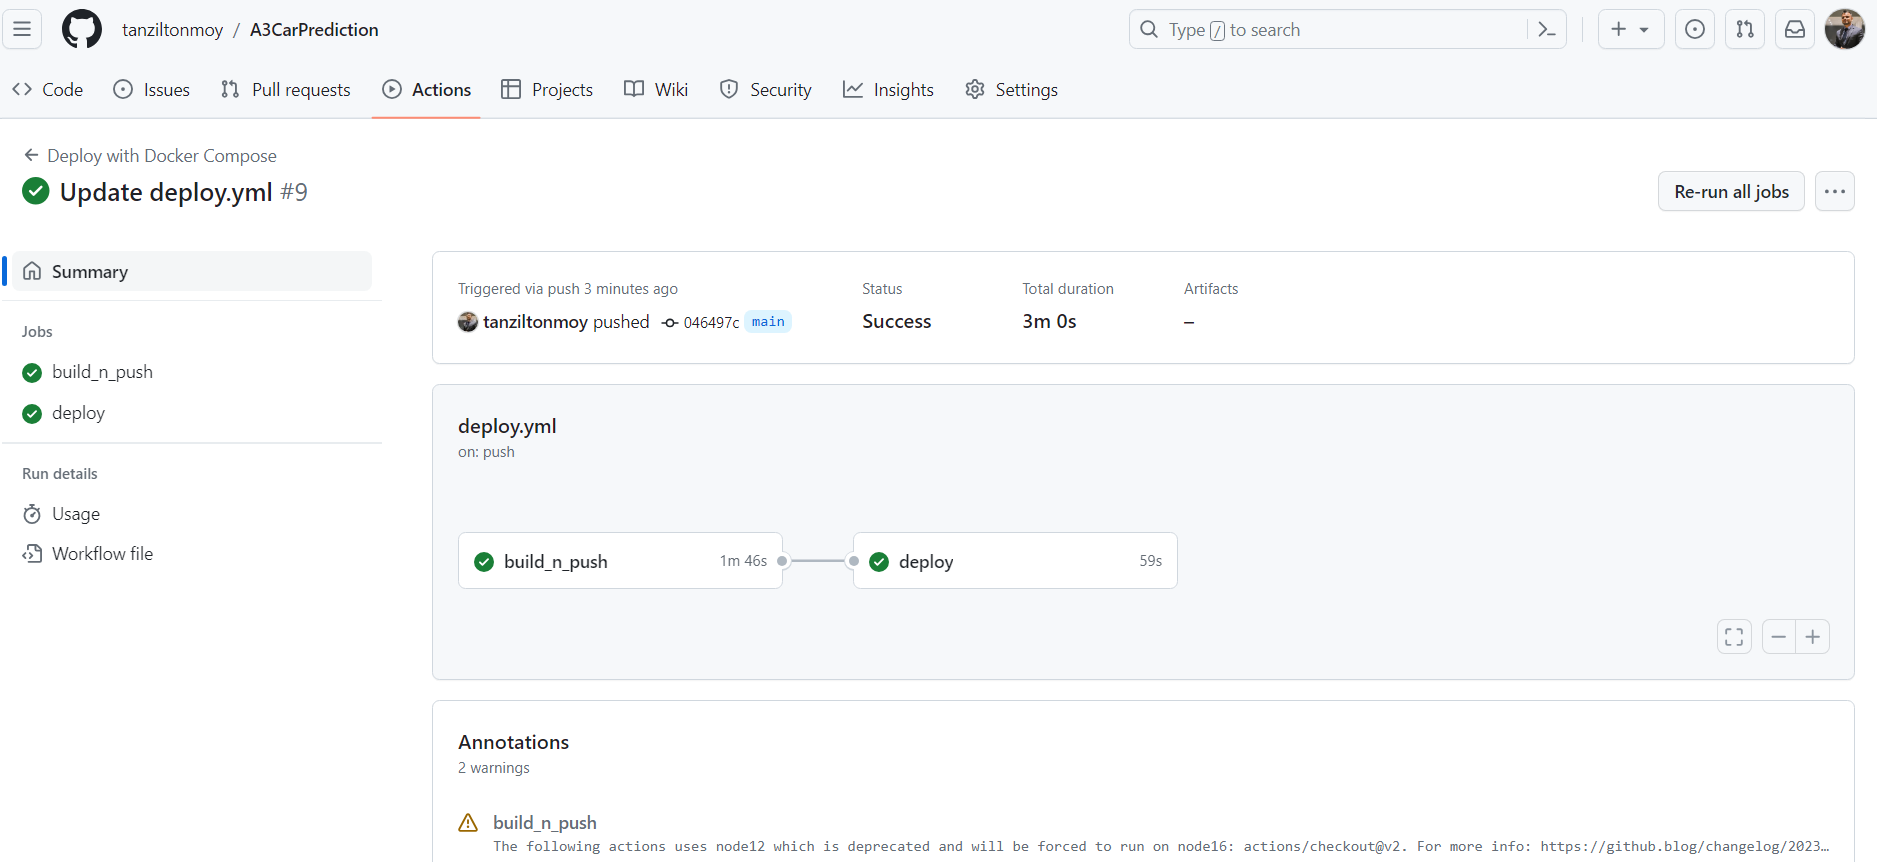 tanziltonmoy / A3CarPrediction
Type / to search
Code Issues Pull requests Actions Projects Wiki Security Insights Settings
Deploy with Docker Compose
Update deploy.yml #9
Re-run all jobs
Summary
Jobs
build_n_push
deploy
Run details
Usage
Workflow file
Triggered via push 3 minutes ago
tanziltonmoy pushed 046497c main
Status
Success
Total duration
3m 0s
Artifacts
–
deploy.yml
on: push
build_n_push 1m 46s
deploy 59s
Annotations
2 warnings
build_n_push
The following actions uses node12 which is deprecated and will be forced to run on node16: actions/checkout@v2. For more info: https://github.blog/changelog/2023…